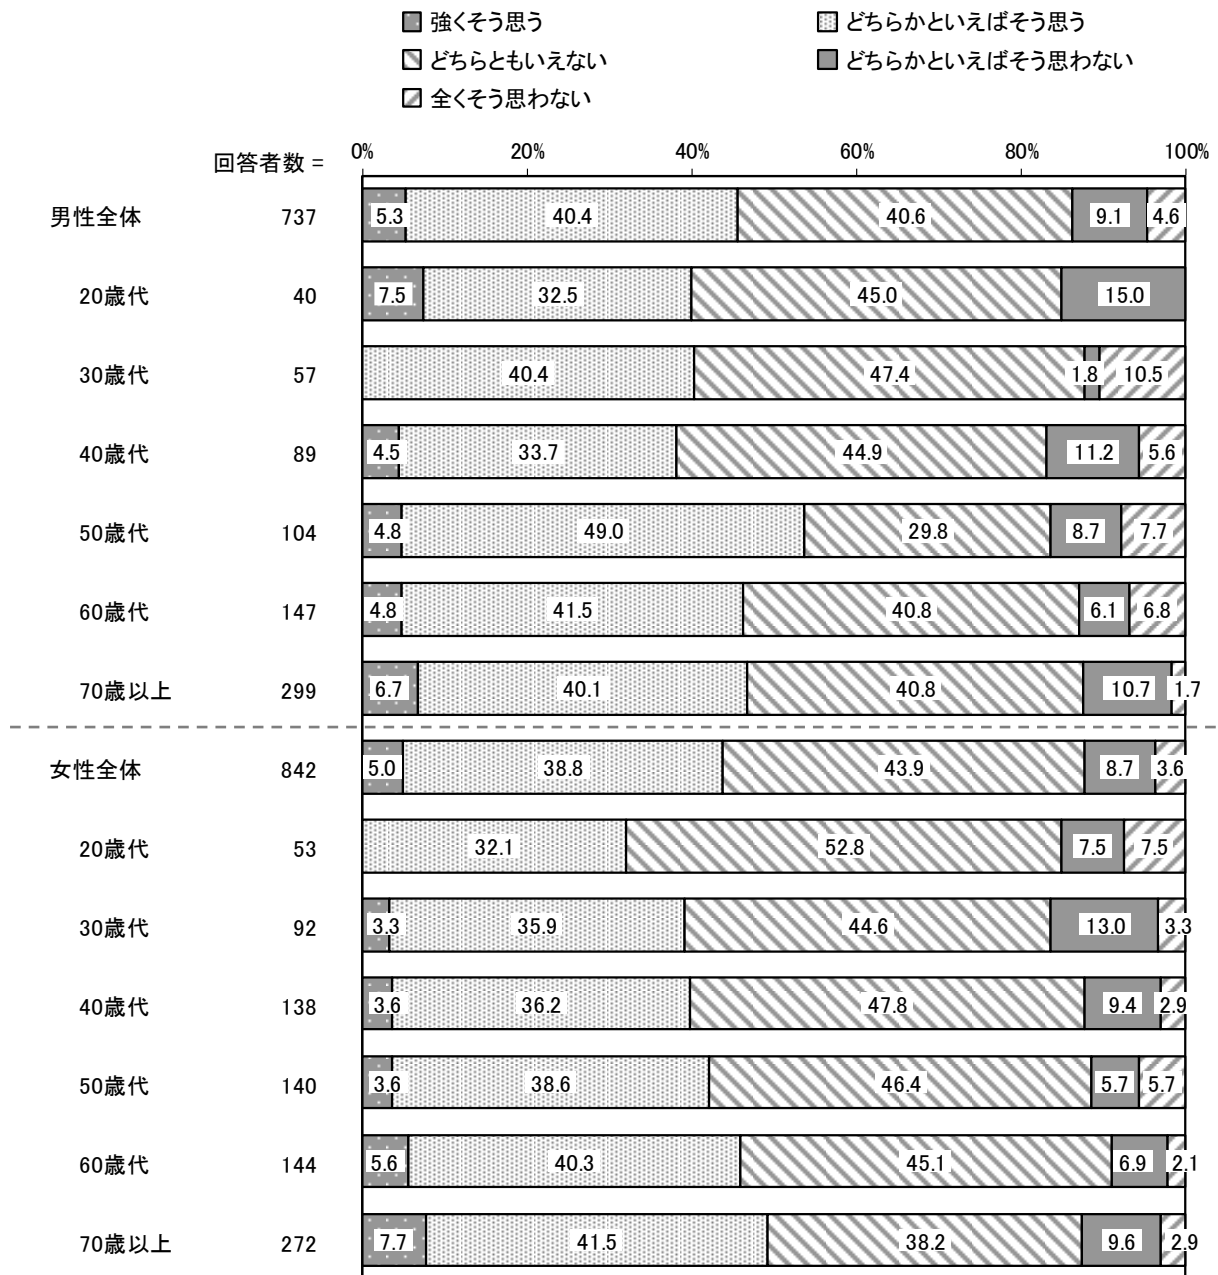 強くそう思う どちらかといえばそう思う
どちらともいえない どちらかといえばそう思わない
全くそう思わない
回答者数 = 0% 20% 40% 60% 80% 100%
男性全体 737 5.3 40.4 40.6 9.1 4.6
20歳代 40 7.5 32.5 45.0 15.0
30歳代 57 40.4 47.4 1.8 10.5
40歳代 89 4.5 33.7 44.9 11.2 5.6
50歳代 104 4.8 49.0 29.8 8.7 7.7
60歳代 147 4.8 41.5 40.8 6.1 6.8
70歳以上 299 6.7 40.1 40.8 10.7 1.7
女性全体 842 5.0 38.8 43.9 8.7 3.6
20歳代 53 32.1 52.8 7.5 7.5
30歳代 92 3.3 35.9 44.6 13.0 3.3
40歳代 138 3.6 36.2 47.8 9.4 2.9
50歳代 140 3.6 38.6 46.4 5.7 5.7
60歳代 144 5.6 40.3 45.1 6.9 2.1
70歳以上 272 7.7 41.5 38.2 9.6 2.9